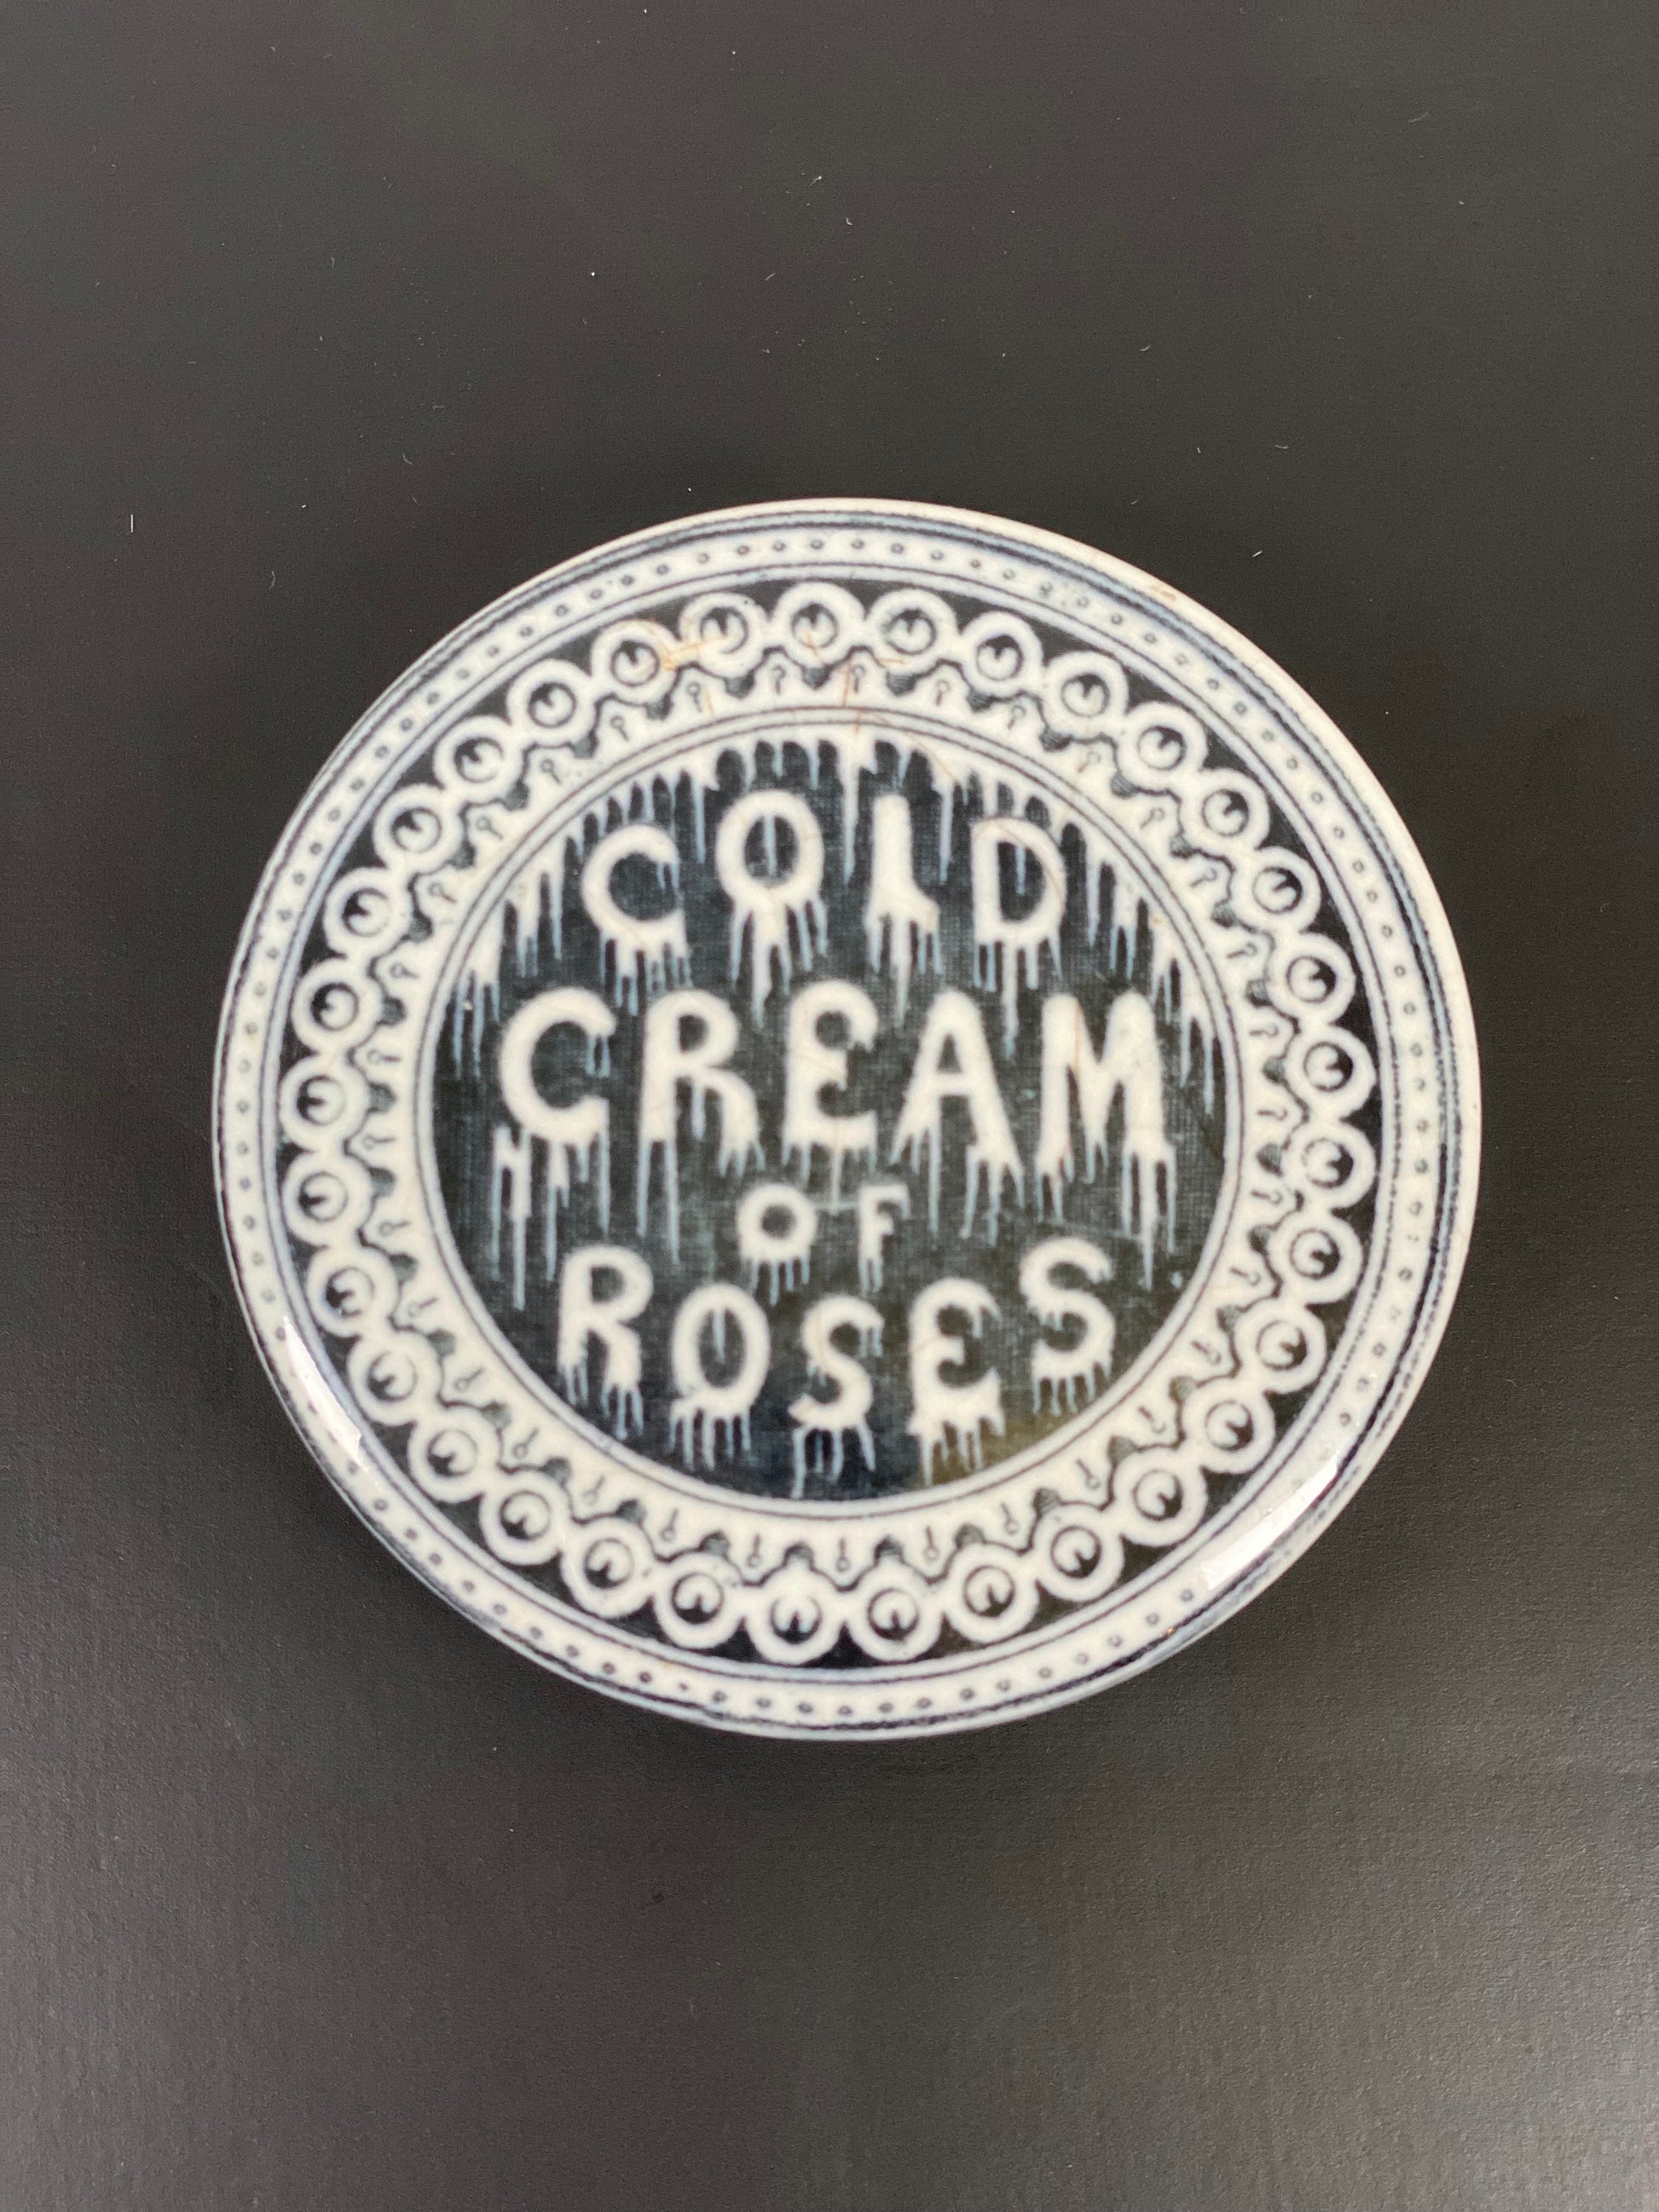 COLD
CREAM
OF
ROSES